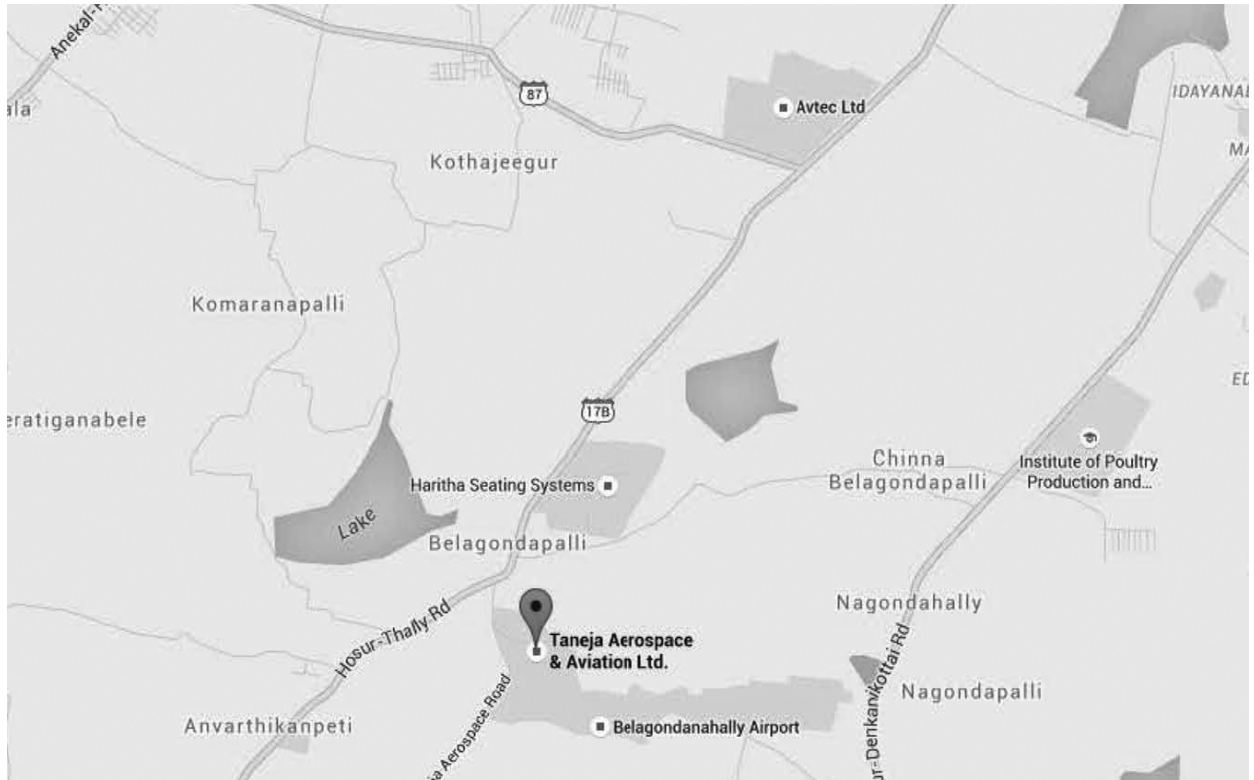 Anekal-
87
Avtec Ltd
IDAYANA
ala
MA
Kothajeegur
Komaranapalli
ED
17B
eratiganabele
Chinna
Belagondapalli
Institute of Poultry
Production and...
Haritha Seating Systems
Lake
Belagondapalli
Hosur-Thally Rd
Nagondahally
Taneja Aerospace
& Aviation Ltd.
Nagondapalli
Anvarthikanpeti
Belagondanahally Airport
a Aerospace Road
ur-Denkanikottai Rd